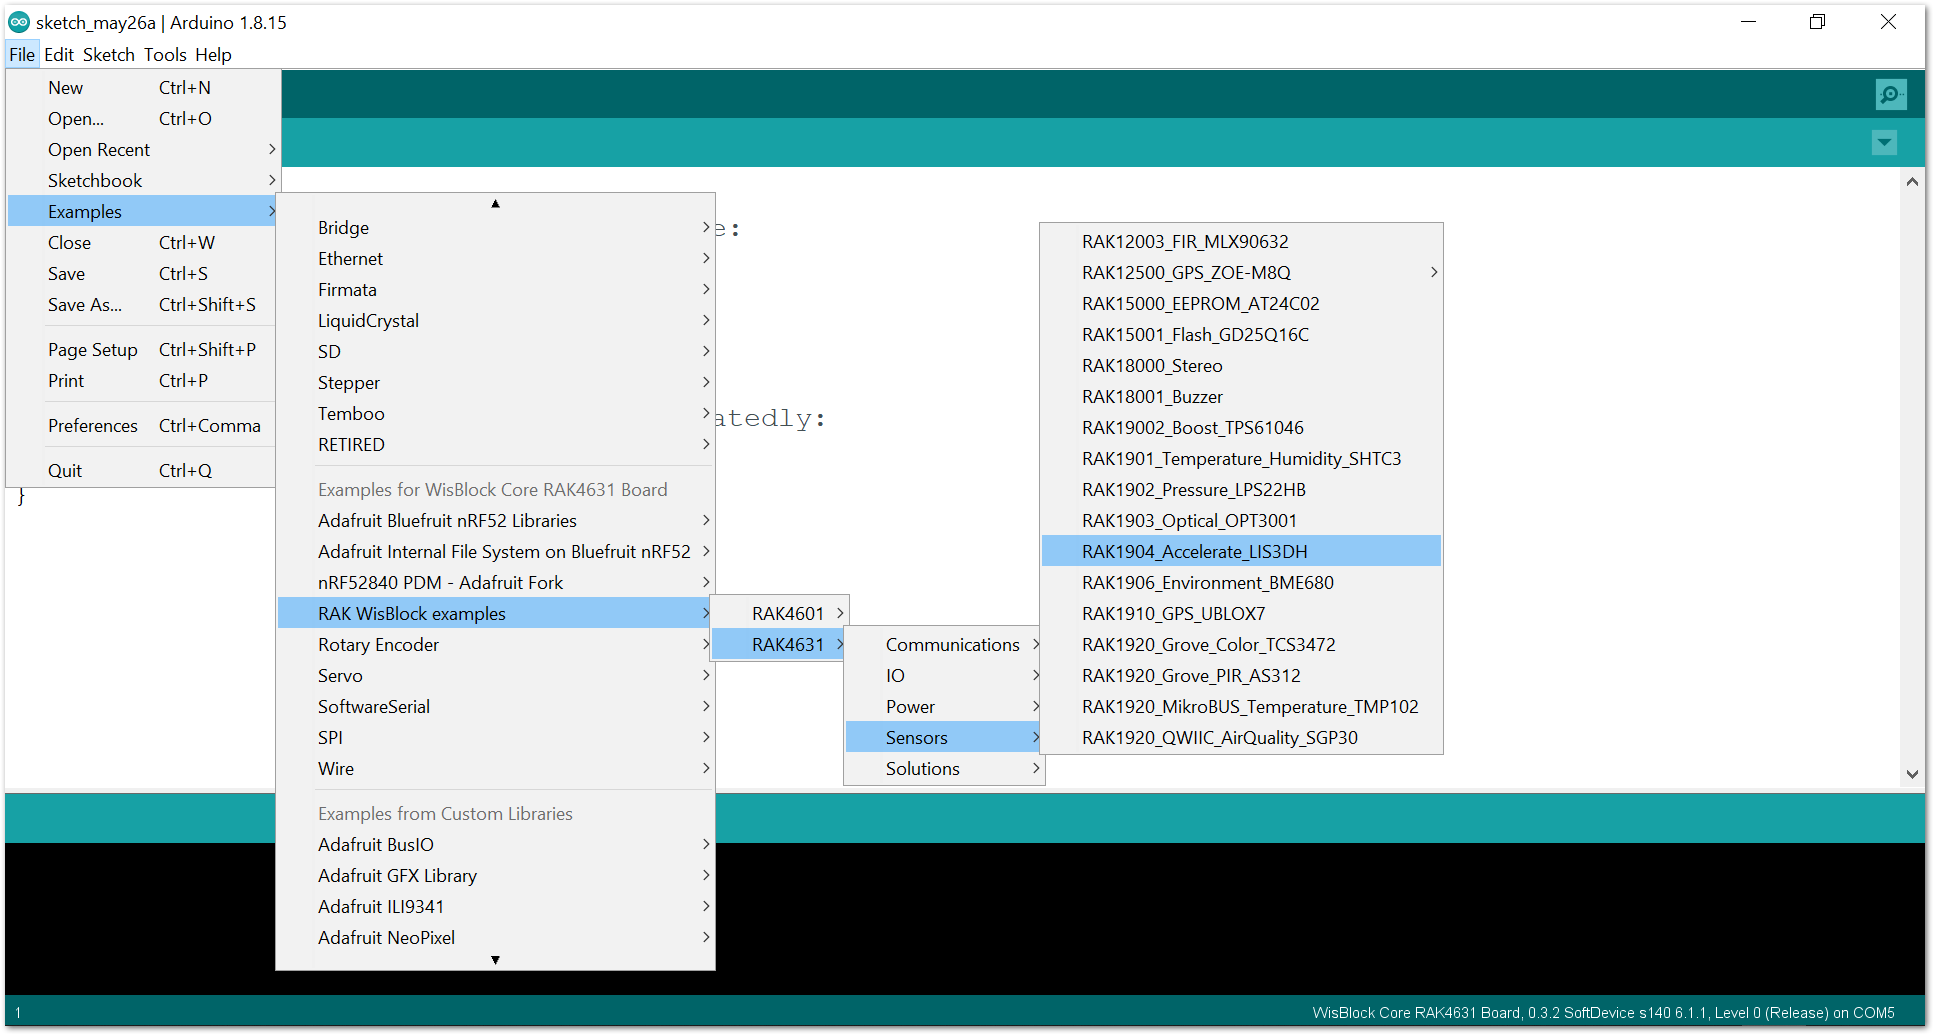 sketch_may26a | Arduino 1.8.15
File Edit Sketch Tools Help
New Ctrl+N
Open... Ctrl+O
Open Recent
Sketchbook
Examples
Close Ctrl+W
Save Ctrl+S
Save As... Ctrl+Shift+S
Page Setup Ctrl+Shift+P
Print Ctrl+P
Preferences Ctrl+Comma
Quit Ctrl+Q
}
Bridge
Ethernet
Firmata
LiquidCrystal
SD
Stepper
Temboo
RETIRED
Examples for WisBlock Core RAK4631 Board
Adafruit Bluefruit nRF52 Libraries
Adafruit Internal File System on Bluefruit nRF52
nRF52840 PDM - Adafruit Fork
RAK WisBlock examples
Rotary Encoder
Servo
SoftwareSerial
SPI
Wire
Examples from Custom Libraries
Adafruit BusIO
Adafruit GFX Library
Adafruit ILI9341
Adafruit NeoPixel
e:
atedly:
RAK4601
RAK4631
Communications
IO
Power
Sensors
Solutions
RAK12003_FIR_MLX90632
RAK12500_GPS_ZOE-M8Q
RAK15000_EEPROM_AT24C02
RAK15001_Flash_GD25Q16C
RAK18000_Stereo
RAK18001_Buzzer
RAK19002_Boost_TPS61046
RAK1901_Temperature_Humidity_SHTC3
RAK1902_Pressure_LPS22HB
RAK1903_Optical_OPT3001
RAK1904_Accelerate_LIS3DH
RAK1906_Environment_BME680
RAK1910_GPS_UBLOX7
RAK1920_Grove_Color_TCS3472
RAK1920_Grove_PIR_AS312
RAK1920_MikroBUS_Temperature_TMP102
RAK1920_QWIIC_AirQuality_SGP30
1
WisBlock Core RAK4631 Board, 0.3.2 SoftDevice s140 6.1.1, Level 0 (Release) on COM5